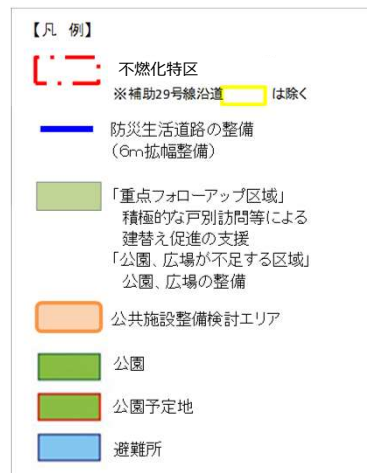 【凡 例】
不燃化特区
※補助29号線沿道 は除く
防災生活道路の整備
(6m拡幅整備)
「重点フォローアップ区域」
積極的な戸別訪問等による
建替え促進の支援
「公園、広場が不足する区域」
公園、広場の整備
公共施設整備検討エリア
公園
公園予定地
避難所